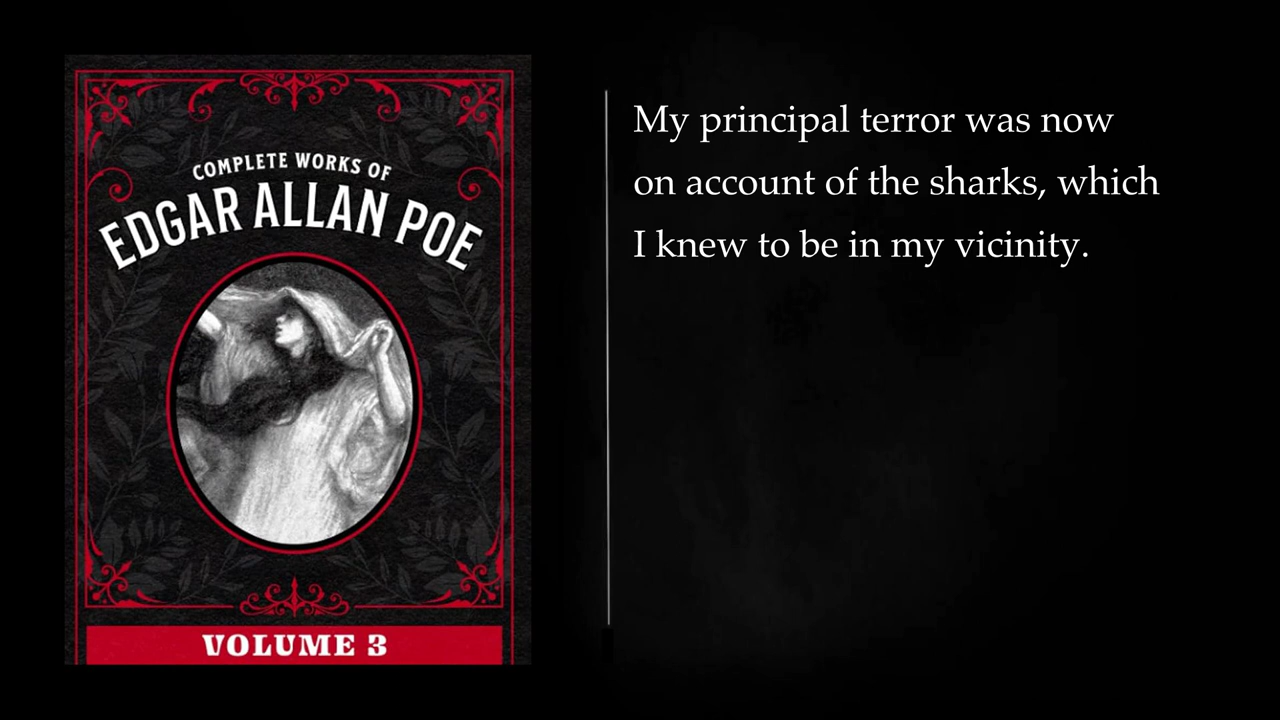 COMPLETE WORKS OF
EDGAR ALLAN POE
VOLUME 3
My principal terror was now
on account of the sharks, which
I knew to be in my vicinity.